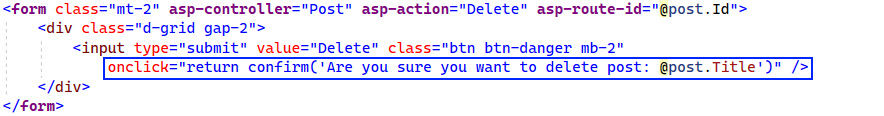 <form class="mt-2" asp-controller="Post" asp-action="Delete" asp-route-id="@post.Id">
    <div class="d-grid gap-2">
        <input type="submit" value="Delete" class="btn btn-danger mb-2"
            onclick="return confirm('Are you sure you want to delete post: @post.Title')" />
    </div>
</form>